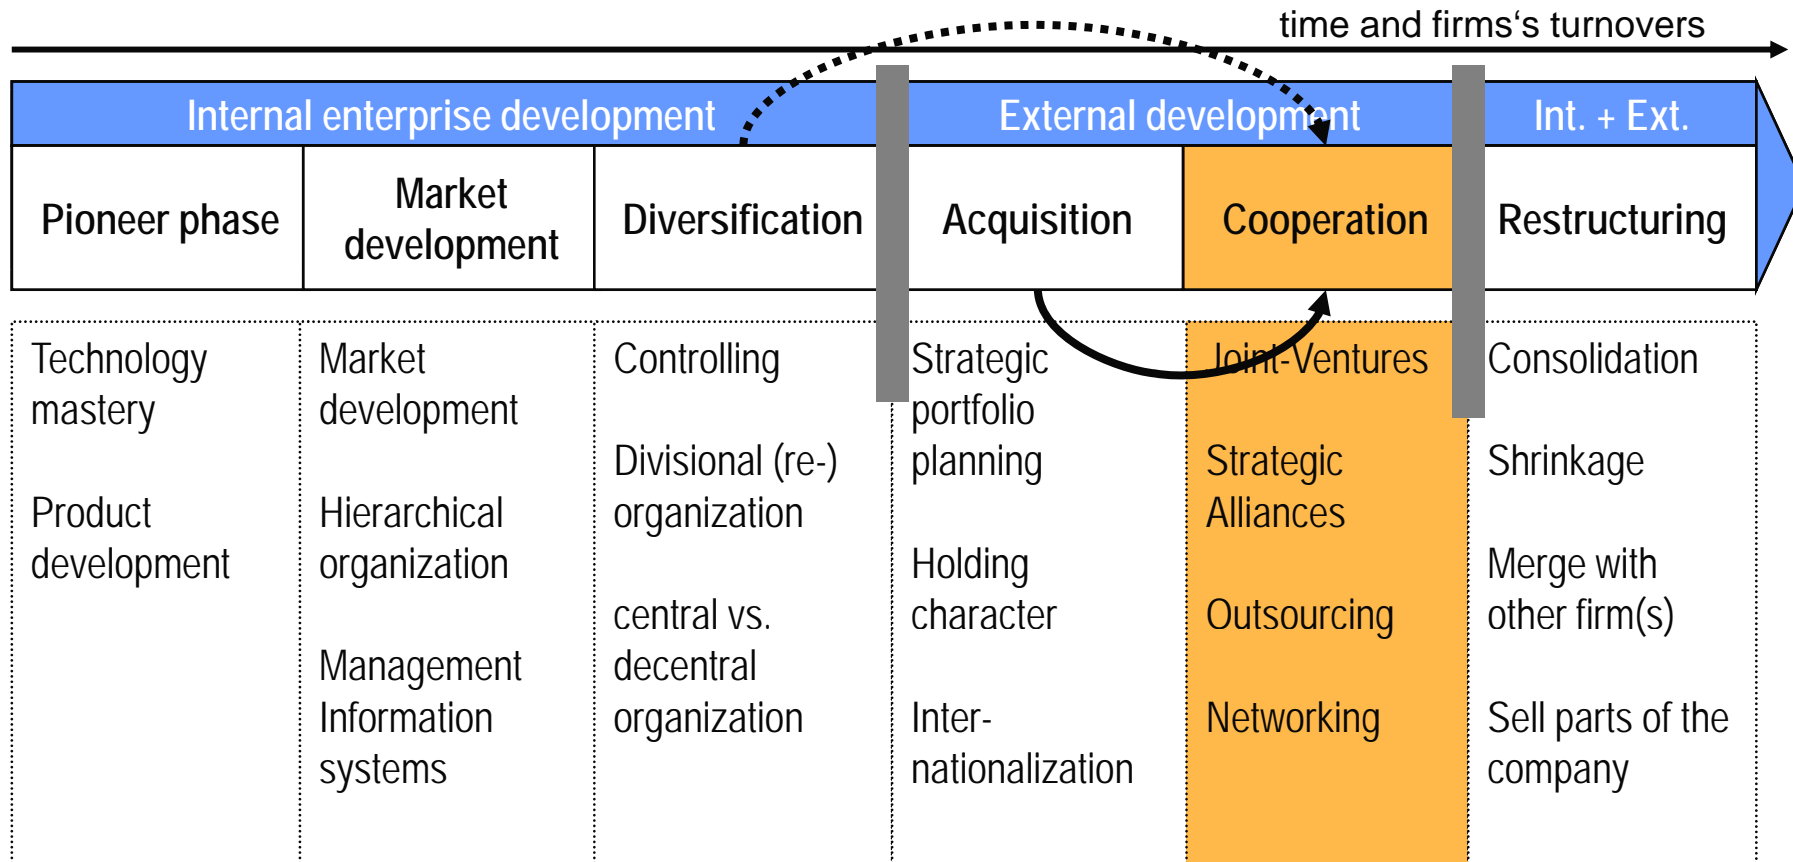 time and firms‘s turnovers
Internal enterprise development
External development
Int. + Ext.
Pioneer phase
Market
development
Diversification
Acquisition
Cooperation
Restructuring
Technology
mastery
Product
development
Market
development
Hierarchical
organization
Management
Information
systems
Controlling
Divisional (re-)
organization
central vs.
decentral
organization
Strategic
portfolio
planning
Holding
character
Inter-
nationalization
Joint-Ventures
Strategic
Alliances
Outsourcing
Networking
Consolidation
Shrinkage
Merge with
other firm(s)
Sell parts of the
company